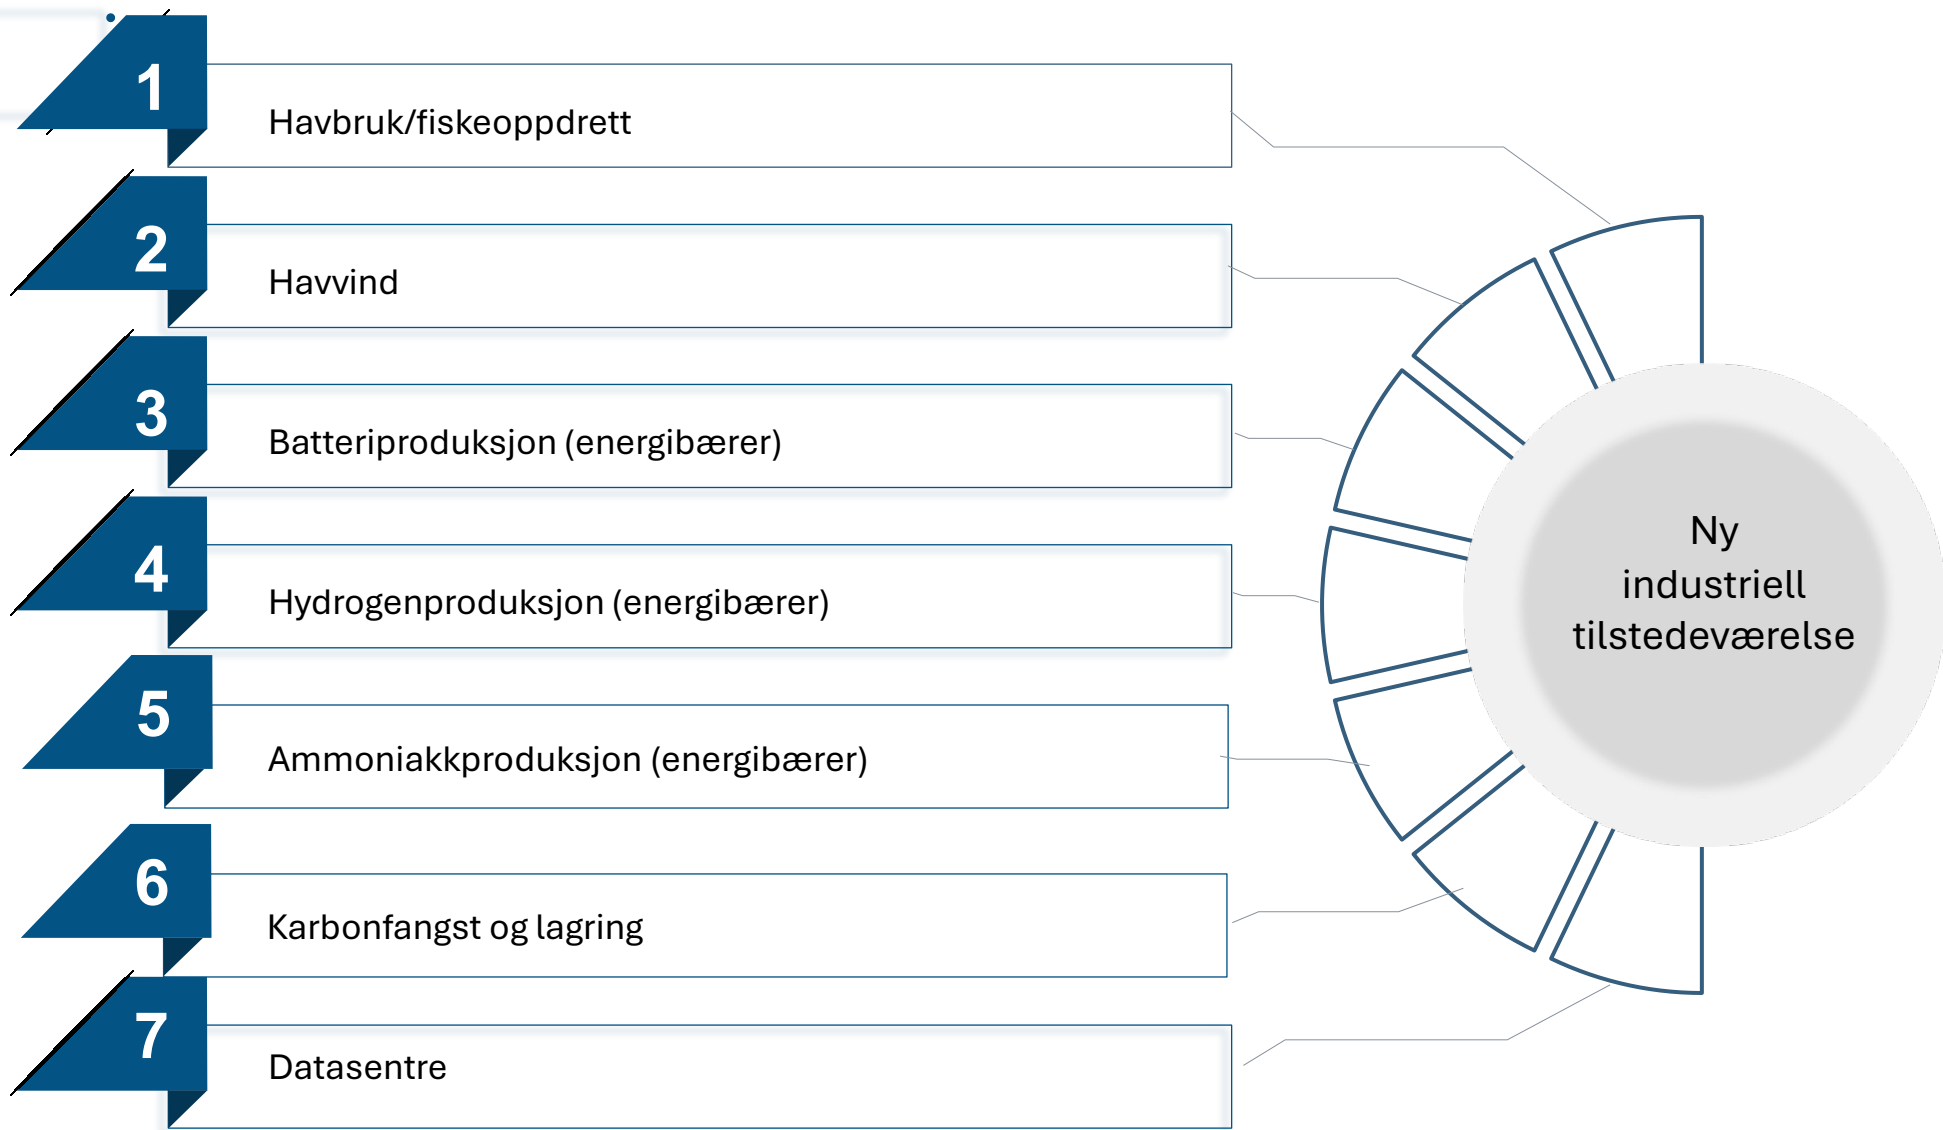 1
Havbruk/fiskeoppdrett
2
Havvind
3
Batteriproduksjon (energibærer)
4
Hydrogenproduksjon (energibærer)
5
Ammoniakkproduksjon (energibærer)
6
Karbonfangst og lagring
7
Datasentre
Ny
industriell
tilstedeværelse